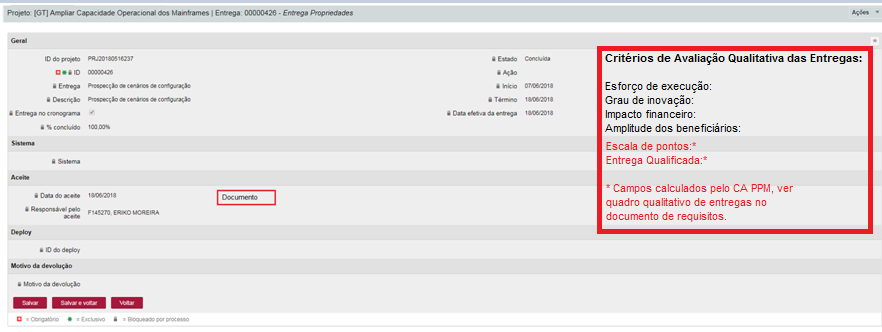 Projeto: [GT] Ampliar Capacidade Operacional dos Mainframes | Entrega: 00000426 - Entrega Propriedades
Ações
Geral
ID do projeto PRJ20180516237
ID 00000426
Entrega Prospecção de cenários de configuração
Descrição Prospecção de cenários de configuração
Entrega no cronograma
% concluído 100,00%
Estado Concluída
Ação
Início 07/06/2018
Término 18/06/2018
Data efetiva da entrega 18/06/2018
Critérios de Avaliação Qualitativa das Entregas:
Esforço de execução:
Grau de inovação:
Impacto financeiro:
Amplitude dos beneficiários:
Escala de pontos:*
Entrega Qualificada:*
* Campos calculados pelo CA PPM, ver
quadro qualitativo de entregas no
documento de requisitos.
Sistema
Sistema
Aceite
Data do aceite 18/06/2018
Documento
Responsável pelo
aceite F145270, ERIKO MOREIRA
Deploy
ID do deploy
Motivo da devolução
Motivo da devolução
Salvar Salvar e voltar Voltar
= Obrigatório = Exclusivo = Bloqueado por processo